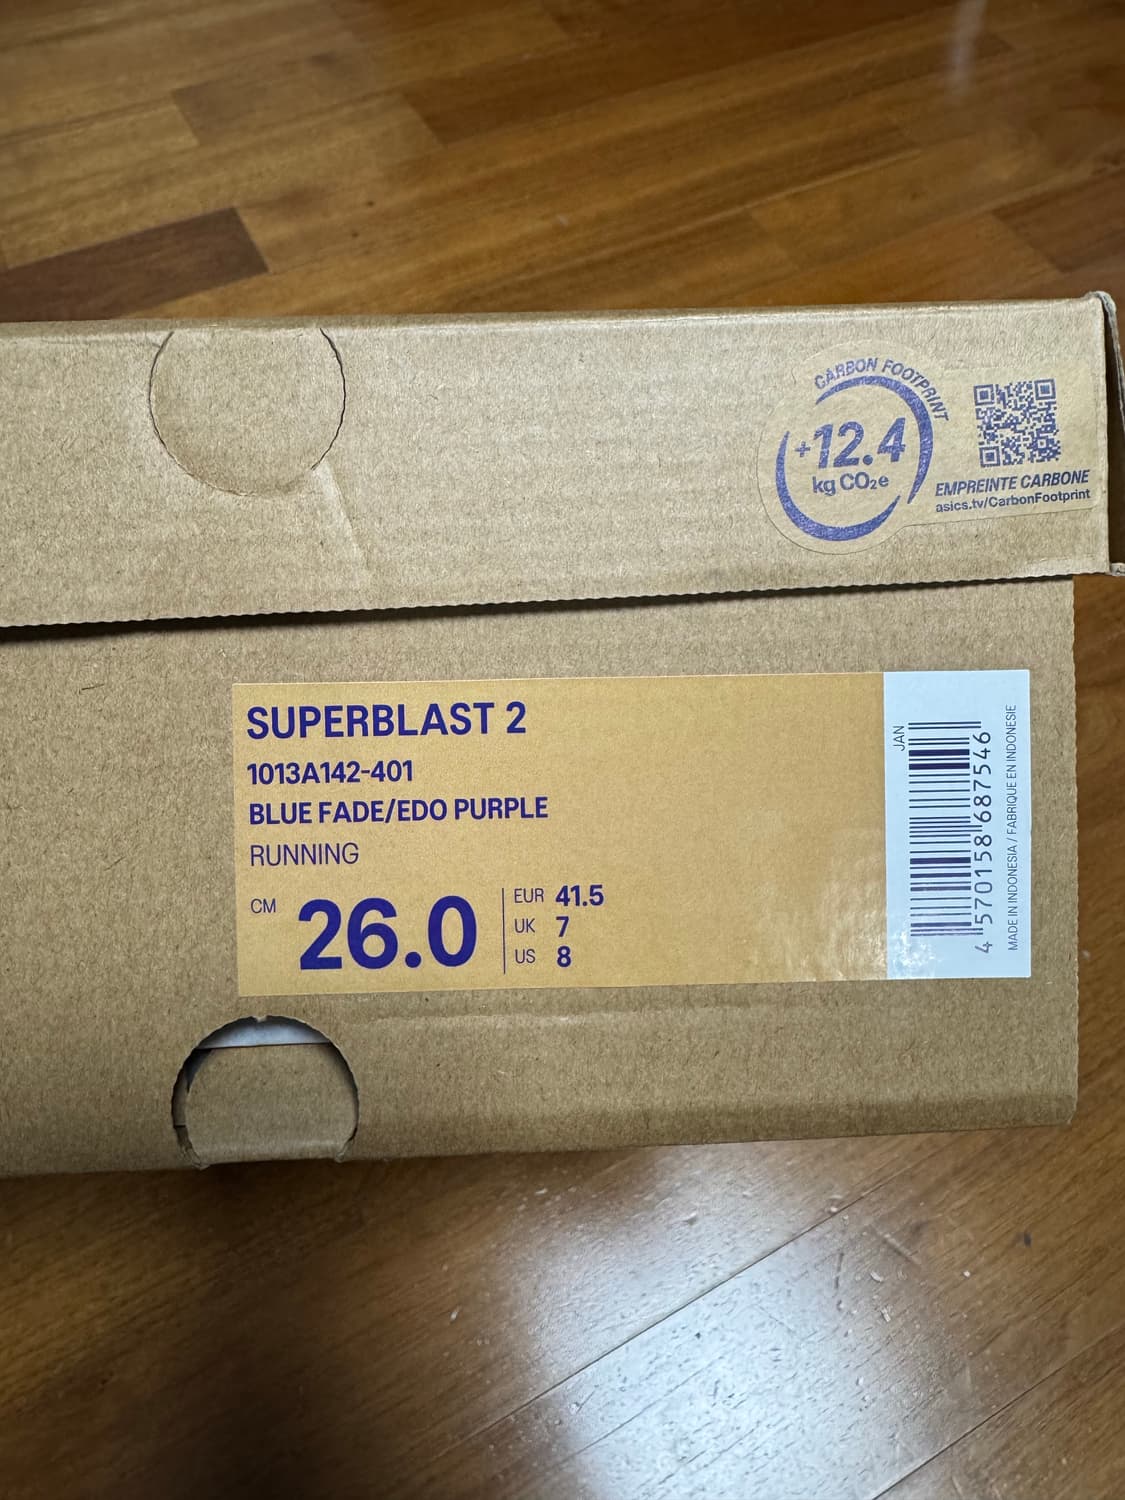 CARBON FOOTPRINT
+12.4
kg CO₂e
EMPREINTE CARBONE
asics.tv/CarbonFootprint
SUPERBLAST 2
1013A142-401
BLUE FADE/EDO PURPLE
RUNNING
CM 26.0
EUR 41.5
UK 7
US 8
JAN
4 570158 687546
MADE IN INDONESIA / FABRIQUE EN INDONESIE